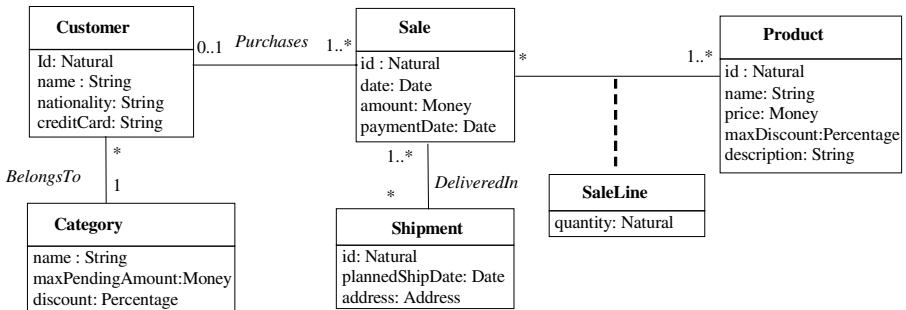 Customer
Id: Natural
name : String
nationality: String
creditCard: String
0..1
Purchases
1..*
Sale
id : Natural
date: Date
amount: Money
paymentDate: Date
*
1..*
Product
id : Natural
name: String
price: Money
maxDiscount:Percentage
description: String
*
BelongsTo
1
1..*
DeliveredIn
*
SaleLine
quantity: Natural
Category
name : String
maxPendingAmount:Money
discount: Percentage
Shipment
id: Natural
plannedShipDate: Date
address: Address